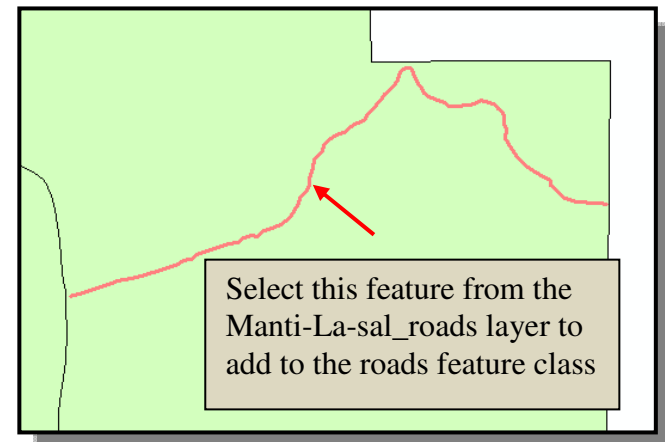 Select this feature from the
Manti-La-sal_roads layer to
add to the roads feature class